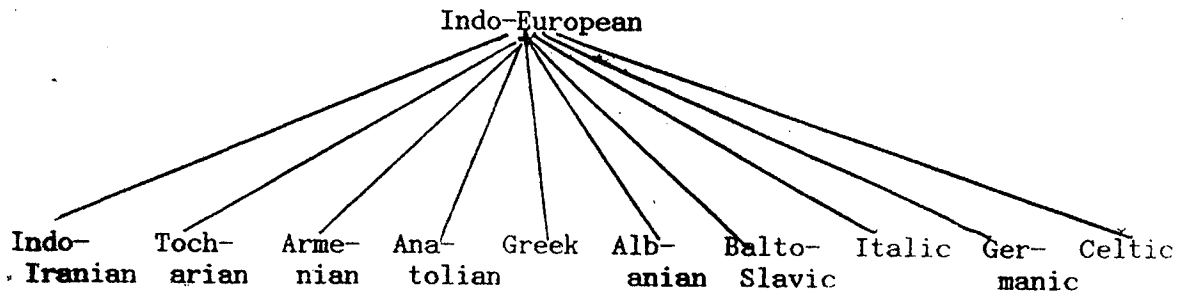 Indo-European
Indo- Toch- Arme- Ana- Greek Alb- Balto- Italic Ger- Celtic
Iranian arian nian tolian anian Slavic manic